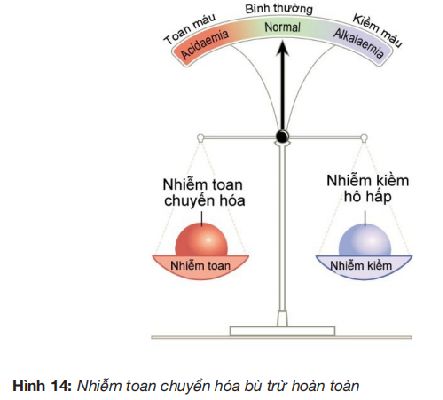 Toan máu
Bình thường
Kiềm máu
Acidaemia
Normal
Alkalaemia
Nhiễm toan
chuyển hóa
Nhiễm kiềm
hô hấp
Nhiễm toan
Nhiễm kiềm
Hình 14: Nhiễm toan chuyển hóa bù trừ hoàn toàn